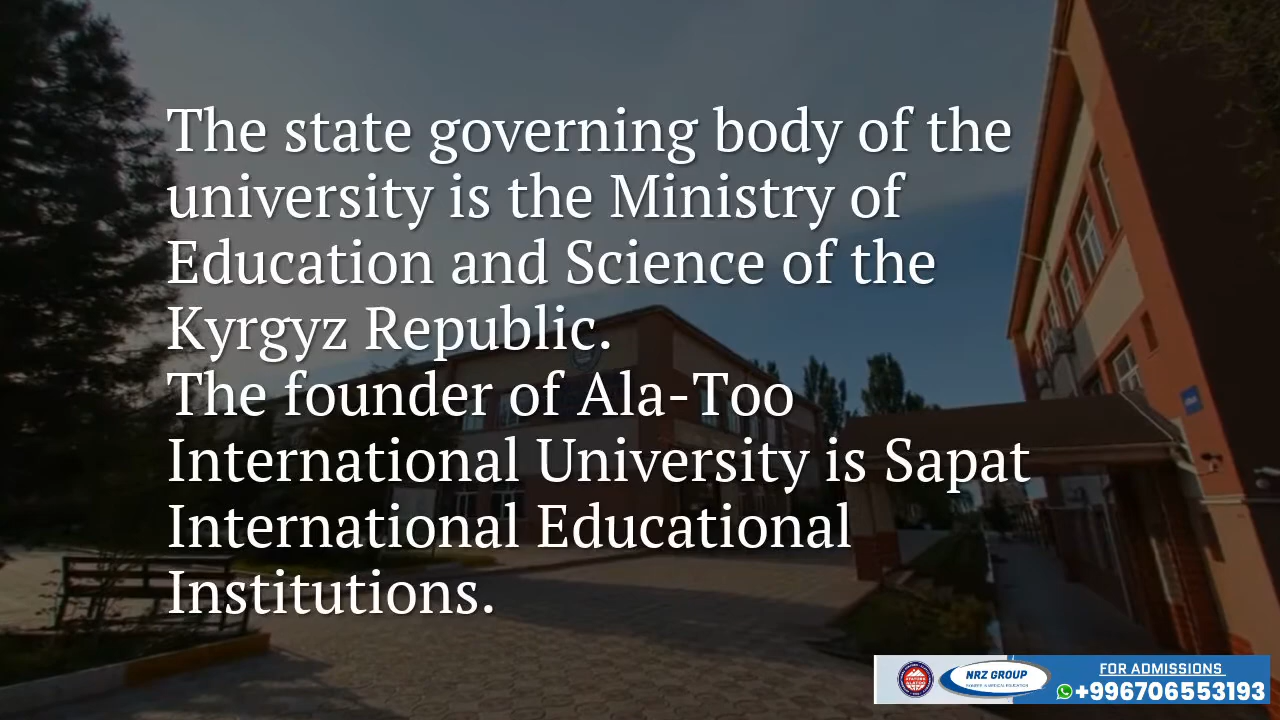 The state governing body of the
university is the Ministry of
Education and Science of the
Kyrgyz Republic.
The founder of Ala-Too
International University is Sapat
International Educational
Institutions.
NRZ GROUP
FOR ADMISSIONS
+996706553193